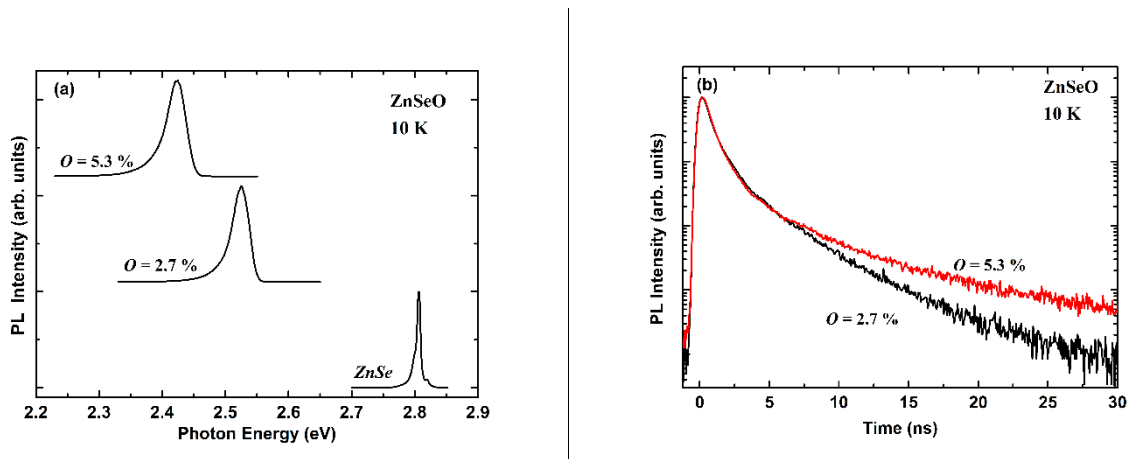 (a)
ZnSeO
10 K
O = 5.3 %
O = 2.7 %
ZnSe
PL Intensity (arb. units)
2.2 2.3 2.4 2.5 2.6 2.7 2.8 2.9
Photon Energy (eV)
(b)
ZnSeO
10 K
O = 5.3 %
O = 2.7 %
PL Intensity (arb. units)
0 5 10 15 20 25 30
Time (ns)